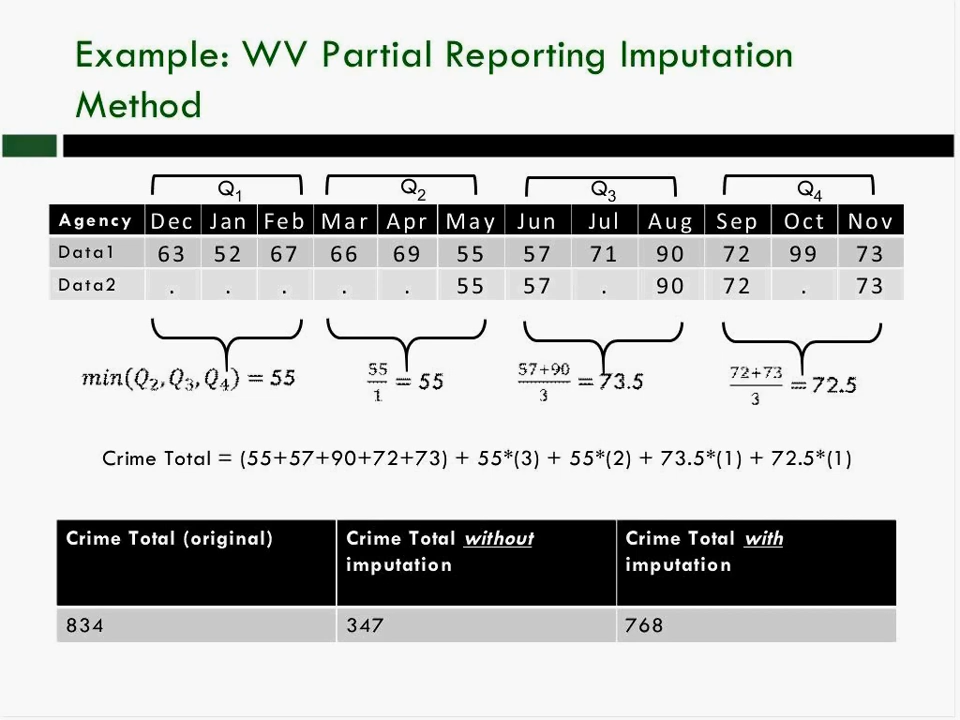 Example: WV Partial Reporting Imputation
Method
Q1 Q2 Q3 Q4
Agency Dec Jan Feb Mar Apr May Jun Jul Aug Sep Oct Nov
Data1 63 52 67 66 69 55 57 71 90 72 99 73
Data2 . . . . . 55 57 . 90 72 . 73
min(Q2, Q3, Q4) = 55 55/1 = 55 57+90/3 = 73.5 72+73/3 = 72.5
Crime Total = (55+57+90+72+73) + 55*(3) + 55*(2) + 73.5*(1) + 72.5*(1)
Crime Total (original) Crime Total without Crime Total with
imputation imputation
834 347 768